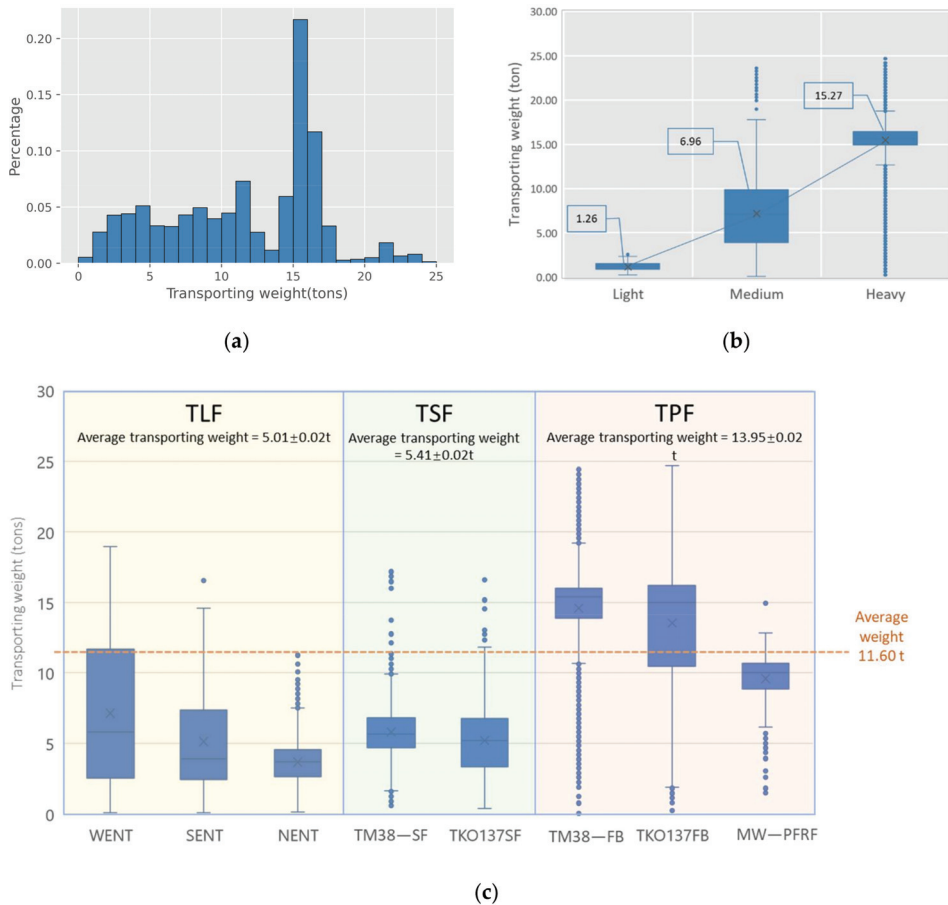 0.20
0.15
0.10
0.05
0.00
Percentage
0 5 10 15 20 25
Transporting weight(tons)
(a)
30.00
25.00
20.00
15.00
10.00
5.00
0.00
Transporting weight (ton)
1.26
6.96
15.27
Light Medium Heavy
(b)
30
25
20
15
10
5
0
Transporting weight (tons)
TLF
Average transporting weight = 5.01±0.02t
TSF
Average transporting weight
= 5.41±0.02t
TPF
Average transporting weight = 13.95±0.02
t
Average
weight
11.60 t
WENT SENT NENT TM38—SF TKO137SF TM38—FB TKO137FB MW—PFRF
(c)